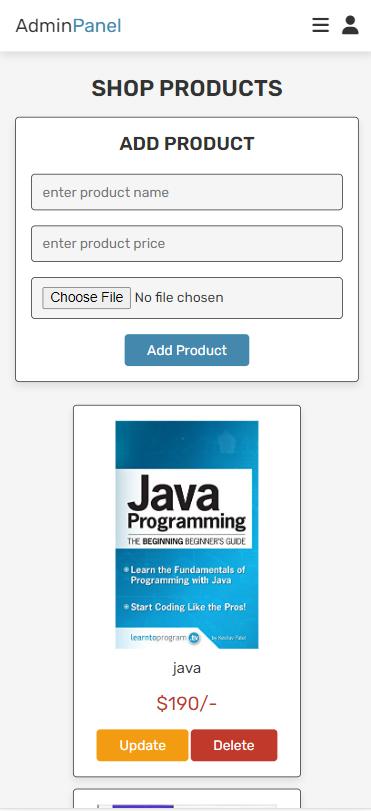 AdminPanel
SHOP PRODUCTS
ADD PRODUCT
enter product name
enter product price
Choose File No file chosen
Add Product
Java
Programming
THE BEGINNING BEGINNER'S GUIDE
Learn the Fundamentals of
Programming with Java
Start Coding Like the Pros!
learntoprogram .tv by Keshav Patel
java
$190/-
Update Delete